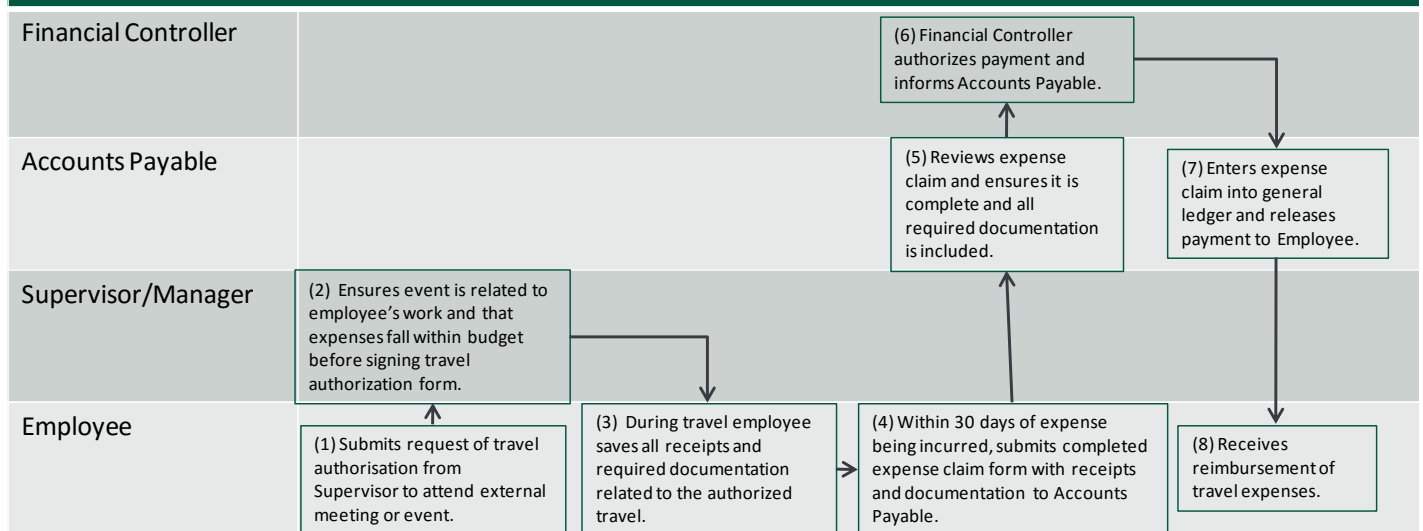 Financial Controller
(6) Financial Controller
authorizes payment and
informs Accounts Payable.
Accounts Payable
(5) Reviews expense
claim and ensures it is
complete and all
required documentation
is included.
(7) Enters expense
claim into general
ledger and releases
payment to Employee.
Supervisor/Manager
(2) Ensures event is related to
employee's work and that
expenses fall within budget
before signing travel
authorization form.
Employee
(1) Submits request of travel
authorisation from
Supervisor to attend external
meeting or event.
(3) During travel employee
saves all receipts and
required documentation
related to the authorized
travel.
(4) Within 30 days of expense
being incurred, submits completed
expense claim form with receipts
and documentation to Accounts
Payable.
(8) Receives
reimbursement of
travel expenses.